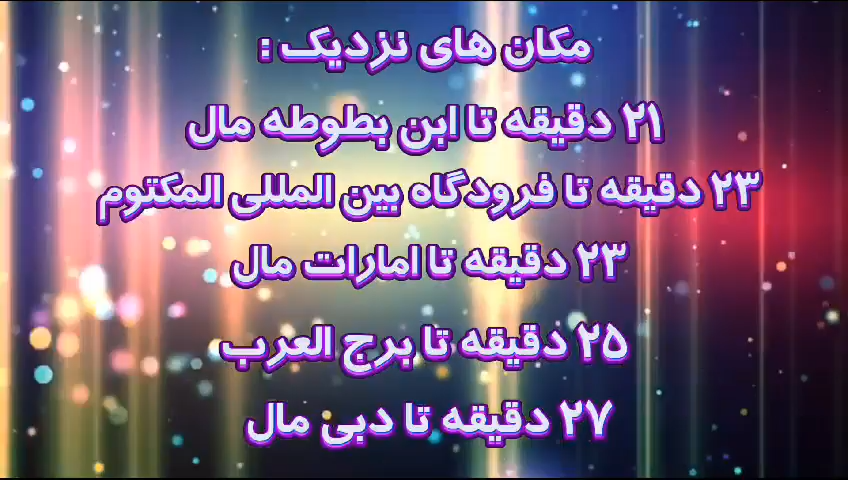 مکان های نزدیک :
۲۱ دقیقه تا ابن بطوطه مال
۲۳ دقیقه تا فرودگاه بین المللی المکتوم
۲۳ دقیقه تا امارات مال
۲۵ دقیقه تا برج العرب
۲۷ دقیقه تا دبی مال